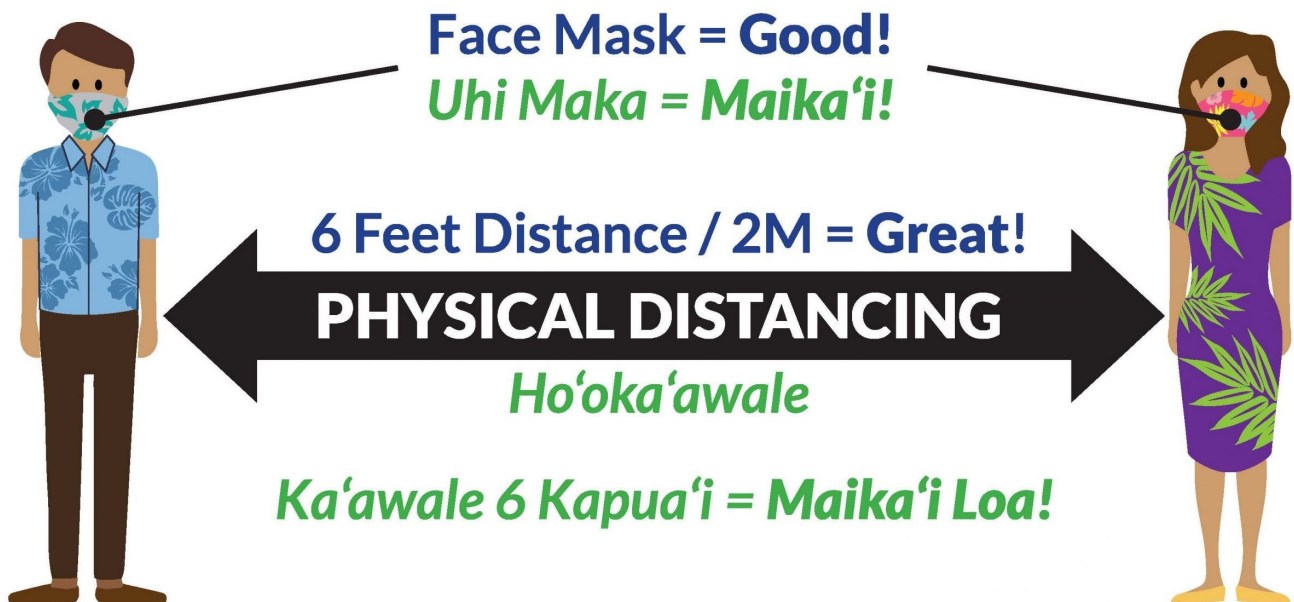 Face Mask = Good!
Uhi Maka = Maikaʻi!
6 Feet Distance / 2M = Great!
PHYSICAL DISTANCING
Hoʻokaʻawale
Kaʻawale 6 Kapuaʻi = Maikaʻi Loa!